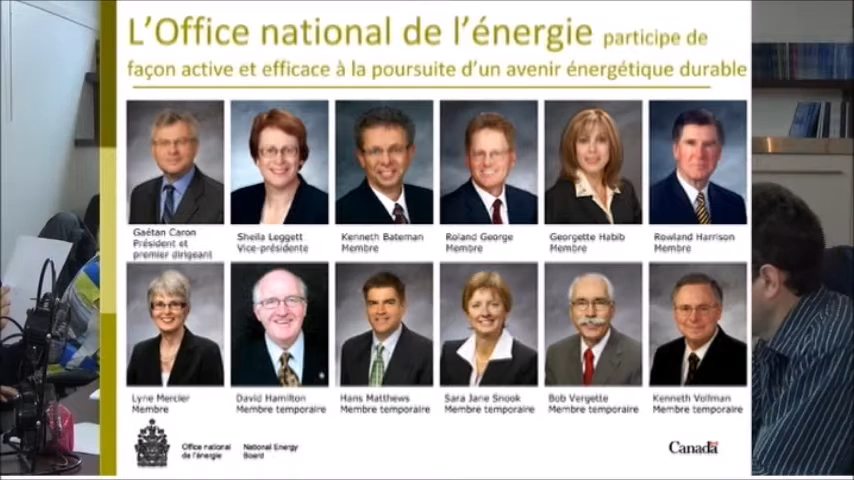 L'Office national de l'énergie participe de
façon active et efficace à la poursuite d'un avenir énergétique durable
Gaétan Caron
Président et
premier dirigeant
Sheila Leggett
Vice-présidente
Kenneth Bateman
Membre
Roland George
Membre
Georgette Habib
Membre
Rowland Harrison
Membre
Lyne Mercier
Membre
David Hamilton
Membre temporaire
Hans Matthews
Membre temporaire
Sara Jane Snook
Membre temporaire
Bob Vergette
Membre temporaire
Kenneth Vollman
Membre temporaire
Office national
de l'énergie
National Energy
Board
Canada